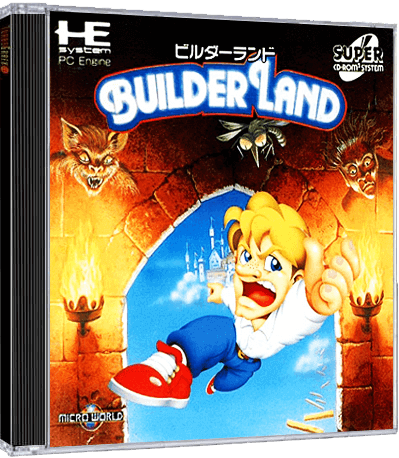 HE
system
PC Engine
SUPER
CD-ROM² SYSTEM
ビルダーランド
BUILDER LAND
MICRO WORLD